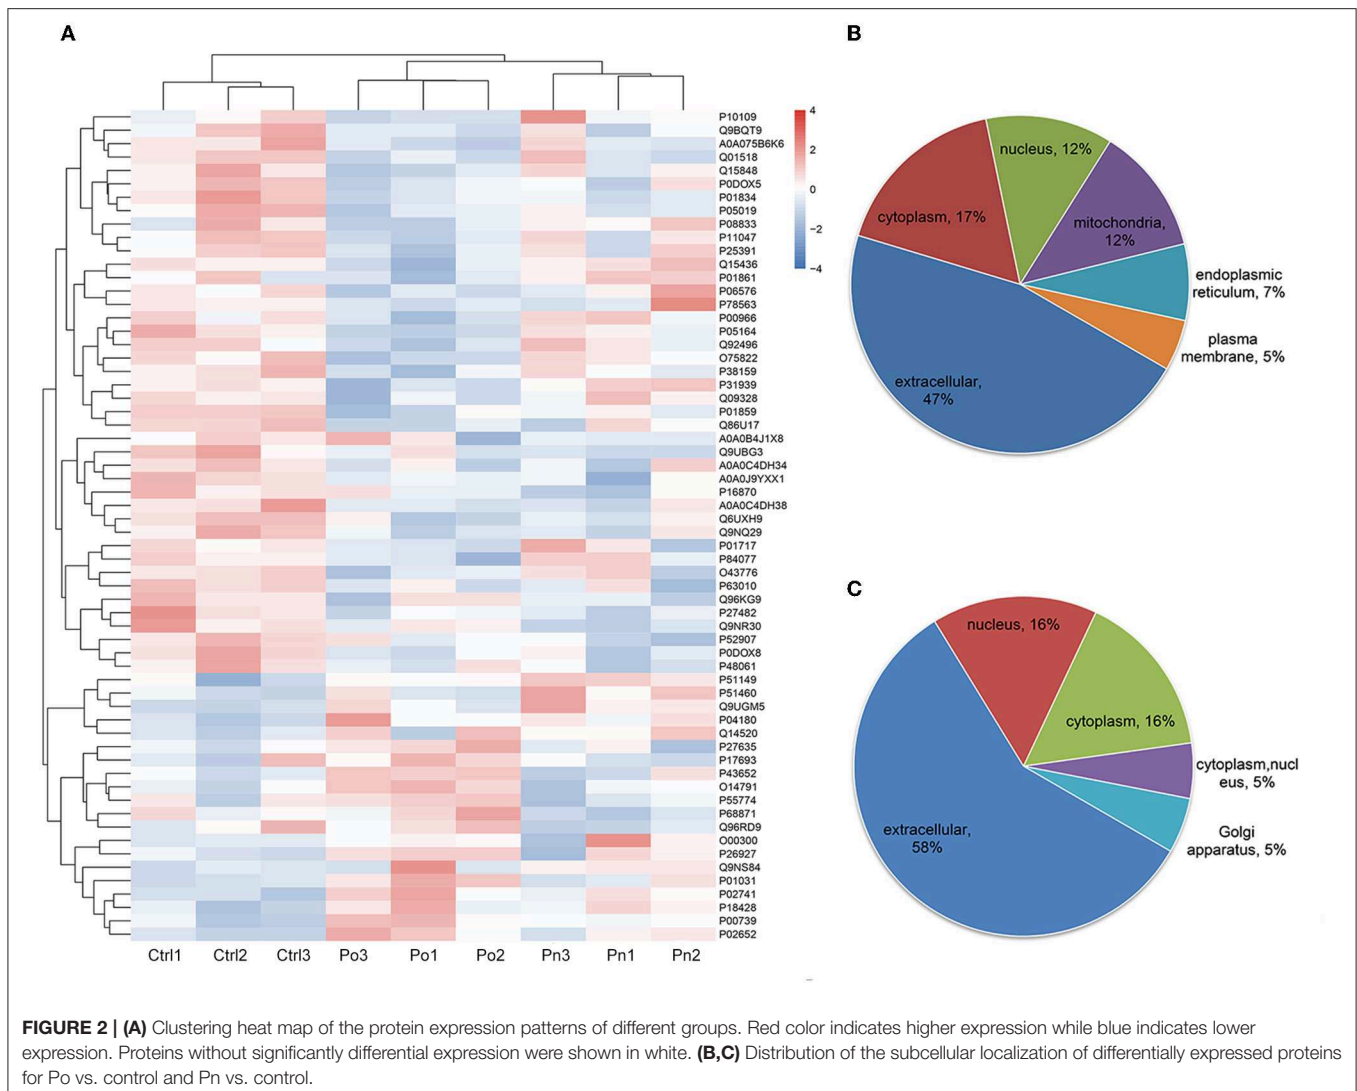 A
P10109
Q9BQT9
A0A075B6K6
Q01518
Q15848
P0DOX5
P01834
P05019
P08833
P11047
P25391
Q15436
P01861
P06576
P78563
P00966
P05164
Q92496
O75822
P38159
P31939
Q09328
P01859
Q86U17
A0A0B4J1X8
Q9UBG3
A0A0C4DH34
A0A0J9YXX1
P16870
A0A0C4DH38
Q6UXH9
Q9NQ29
P01717
P84077
O43776
P63010
Q96KG9
P27482
Q9NR30
P52907
P0DOX8
P48061
P51149
P51460
Q9UGM5
P04180
Q14520
P27635
P17693
P43652
O14791
P55774
P68871
Q96RD9
O00300
P26927
Q9NS84
P01031
P02741
P18428
P00739
P02652
Ctrl1 Ctrl2 Ctrl3 Po3 Po1 Po2 Pn3 Pn1 Pn2
4
2
0
−2
−4
B
nucleus, 12%
mitochondria,
12%
cytoplasm, 17%
endoplasmic
reticulum, 7%
plasma
membrane, 5%
extracellular,
47%
C
nucleus, 16%
cytoplasm, 16%
cytoplasm,nucl
eus, 5%
Golgi
apparatus, 5%
extracellular,
58%
FIGURE 2 | (A) Clustering heat map of the protein expression patterns of different groups. Red color indicates higher expression while blue indicates lower
expression. Proteins without significantly differential expression were shown in white. (B,C) Distribution of the subcellular localization of differentially expressed proteins
for Po vs. control and Pn vs. control.